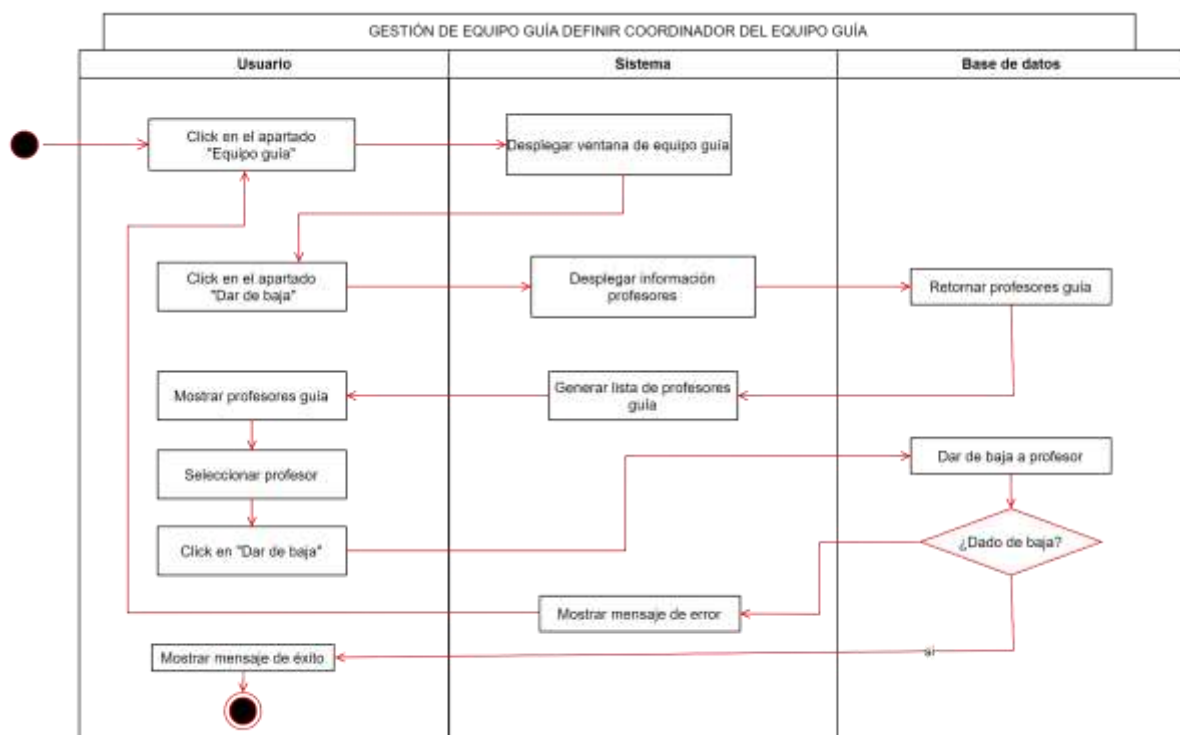 GESTIÓN DE EQUIPO GUÍA DEFINIR COORDINADOR DEL EQUIPO GUÍA
Usuario
Sistema
Base de datos
Click en el apartado
"Equipo guía"
Desplegar ventana de equipo guía
Click en el apartado
"Dar de baja"
Desplegar información
profesores
Retornar profesores guía
Mostrar profesores guía
Generar lista de profesores
guía
Seleccionar profesor
Dar de baja a profesor
Click en "Dar de baja"
¿Dado de baja?
Mostrar mensaje de error
Mostrar mensaje de éxito
si